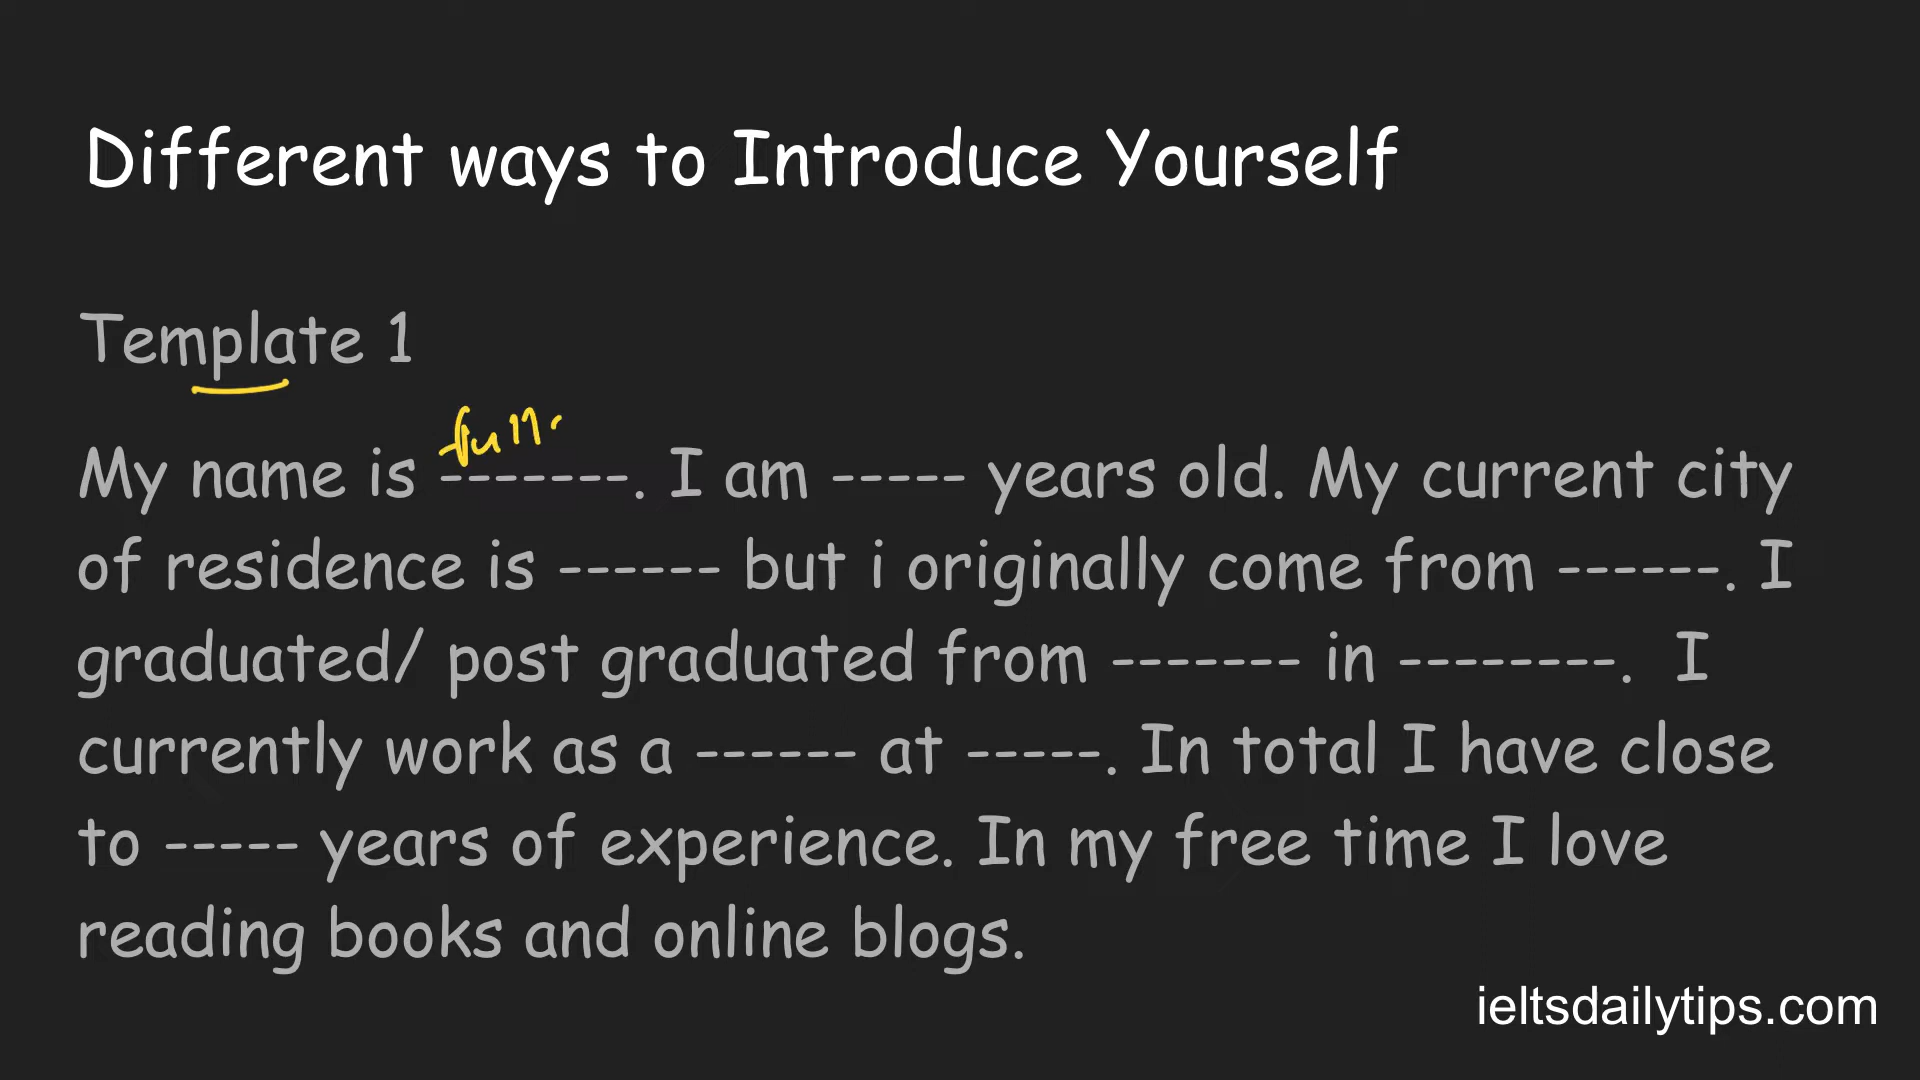 Different ways to Introduce Yourself
Template 1
full
My name is -------. I am ----- years old. My current city
of residence is ------ but i originally come from ------. I
graduated/ post graduated from ------- in --------.  I
currently work as a ------ at -----. In total I have close
to ----- years of experience. In my free time I love
reading books and online blogs.
ieltsdailytips.com